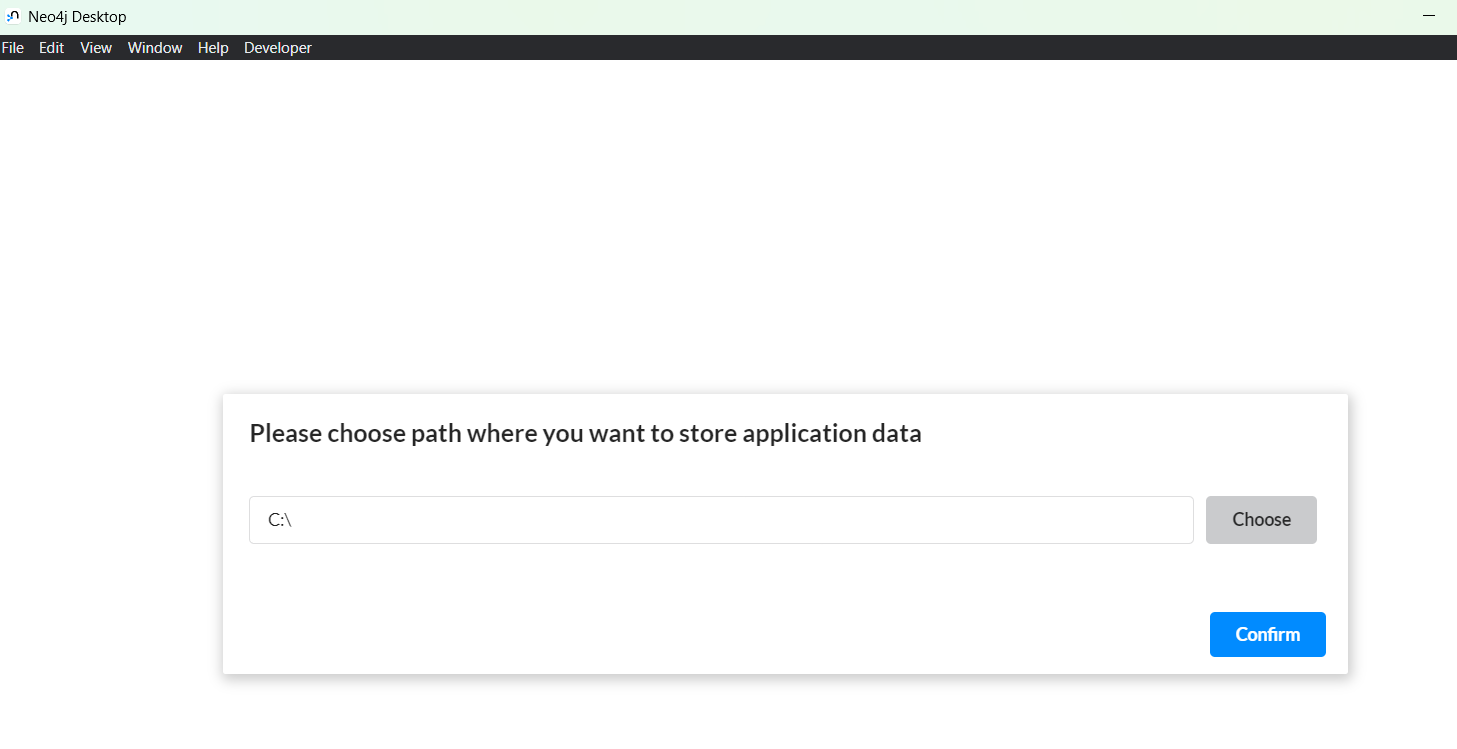 Neo4j Desktop
File Edit View Window Help Developer
Please choose path where you want to store application data
C:\ Choose
Confirm